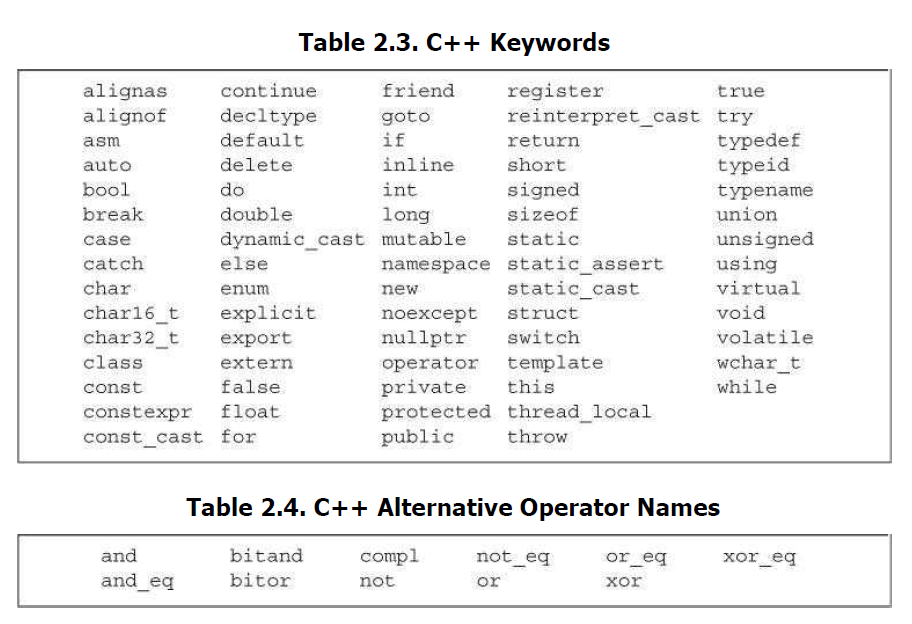 Table 2.3. C++ Keywords
alignas continue friend register true
alignof decltype goto reinterpret_cast try
asm default if return typedef
auto delete inline short typeid
bool do int signed typename
break double long sizeof union
case dynamic_cast mutable static unsigned
catch else namespace static_assert using
char enum new static_cast virtual
char16_t explicit noexcept struct void
char32_t export nullptr switch volatile
class extern operator template wchar_t
const false private this while
constexpr float protected thread_local
const_cast for public throw
Table 2.4. C++ Alternative Operator Names
and bitand compl not_eq or_eq xor_eq
and_eq bitor not or xor